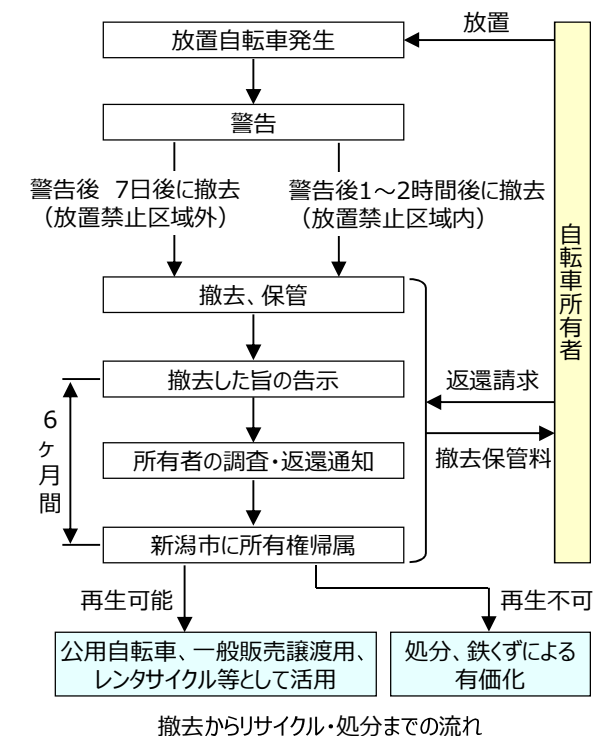 放置
放置自転車発生
警告
警告後 7日後に撤去
（放置禁止区域外）
警告後1～2時間後に撤去
（放置禁止区域内）
自転車所有者
撤去、保管
撤去した旨の告示
返還請求
6ヶ月間
所有者の調査・返還通知
撤去保管料
新潟市に所有権帰属
再生可能
再生不可
公用自転車、一般販売譲渡用、
レンタサイクル等として活用
処分、鉄くずによる
有価化
撤去からリサイクル・処分までの流れ